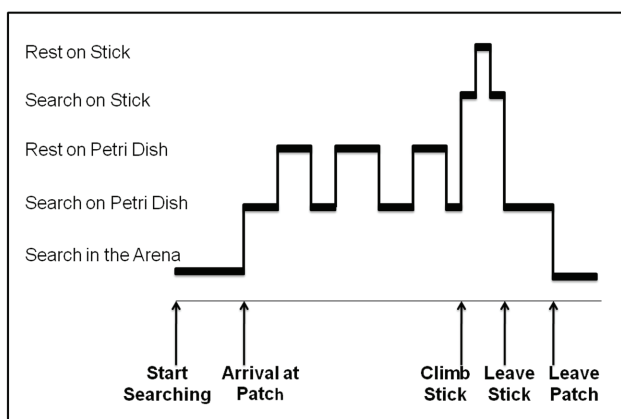 Rest on Stick
Search on Stick
Rest on Petri Dish
Search on Petri Dish
Search in the Arena
Start
Searching
Arrival at
Patch
Climb
Stick
Leave
Stick
Leave
Patch